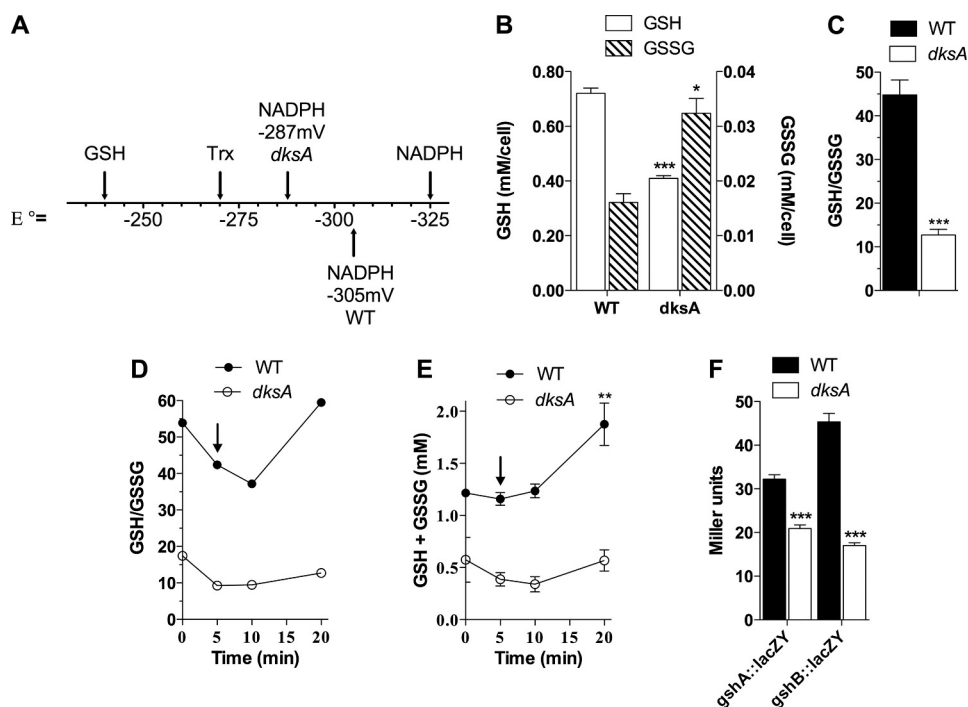 A
GSH
Trx
NADPH
-287mV
dksA
NADPH
E °=
-250
-275
-300
-325
NADPH
-305mV
WT
B
GSH
GSSG
GSH (mM/cell)
0.80
0.60
0.40
0.20
0.00
***
*
0.04
0.03
0.02
0.01
0.00
GSSG (mM/cell)
WT
dksA
C
WT
dksA
GSH/GSSG
50
40
30
20
10
0
***
D
WT
dksA
GSH/GSSG
60
50
40
30
20
10
0
0
5
10
15
20
Time (min)
E
WT
dksA
GSH + GSSG (mM)
2.0
1.5
1.0
0.5
0.0
**
0
5
10
15
20
Time (min)
F
WT
dksA
Miller units
50
40
30
20
10
0
***
***
gshA::lacZY
gshB::lacZY